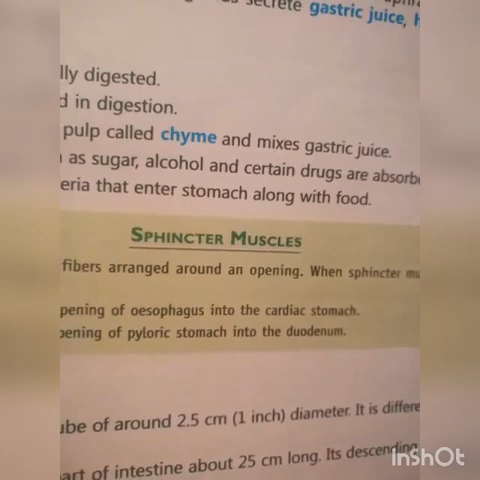 secrete gastric juice,
lly digested.
d in digestion.
pulp called chyme and mixes gastric juice.
as sugar, alcohol and certain drugs are absorb
eria that enter stomach along with food.
SPHINCTER MUSCLES
fibers arranged around an opening. When sphincter mu
pening of oesophagus into the cardiac stomach.
pening of pyloric stomach into the duodenum.
ube of around 2.5 cm (1 inch) diameter. It is differe
art of intestine about 25 cm long. Its descending
InShOt